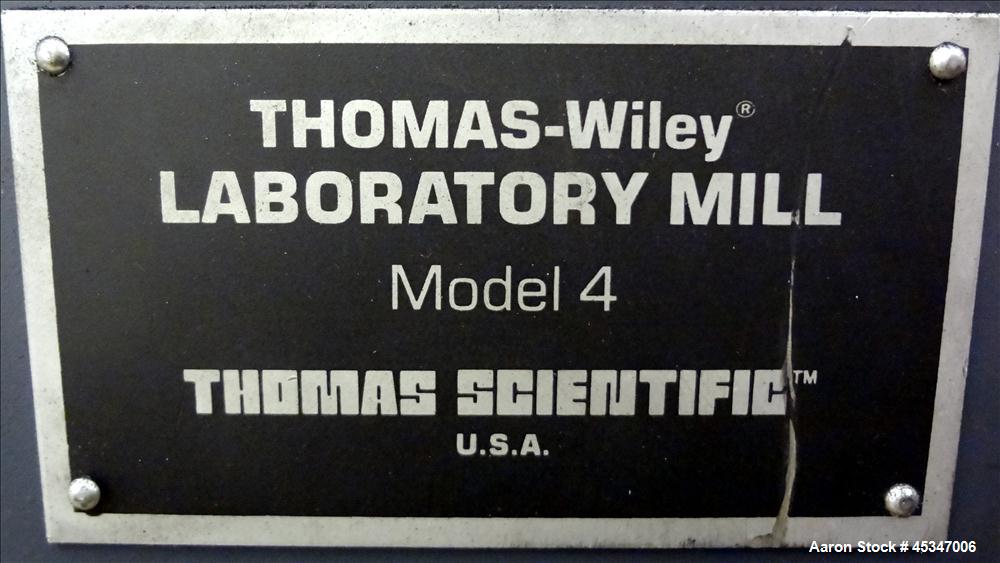 THOMAS-Wiley®
LABORATORY MILL
Model 4
THOMAS SCIENTIFIC™
U.S.A.
Aaron Stock # 45347006